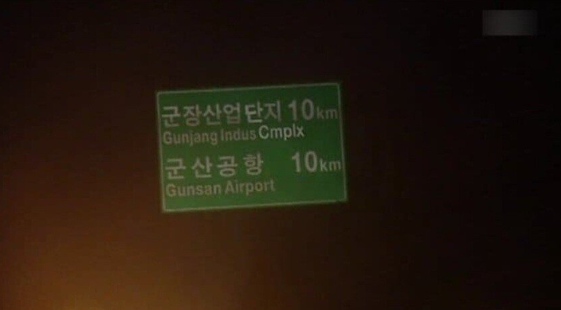 군장산업단지 10km
Gunjang Indus Cmplx
군산공항 10km
Gunsan Airport